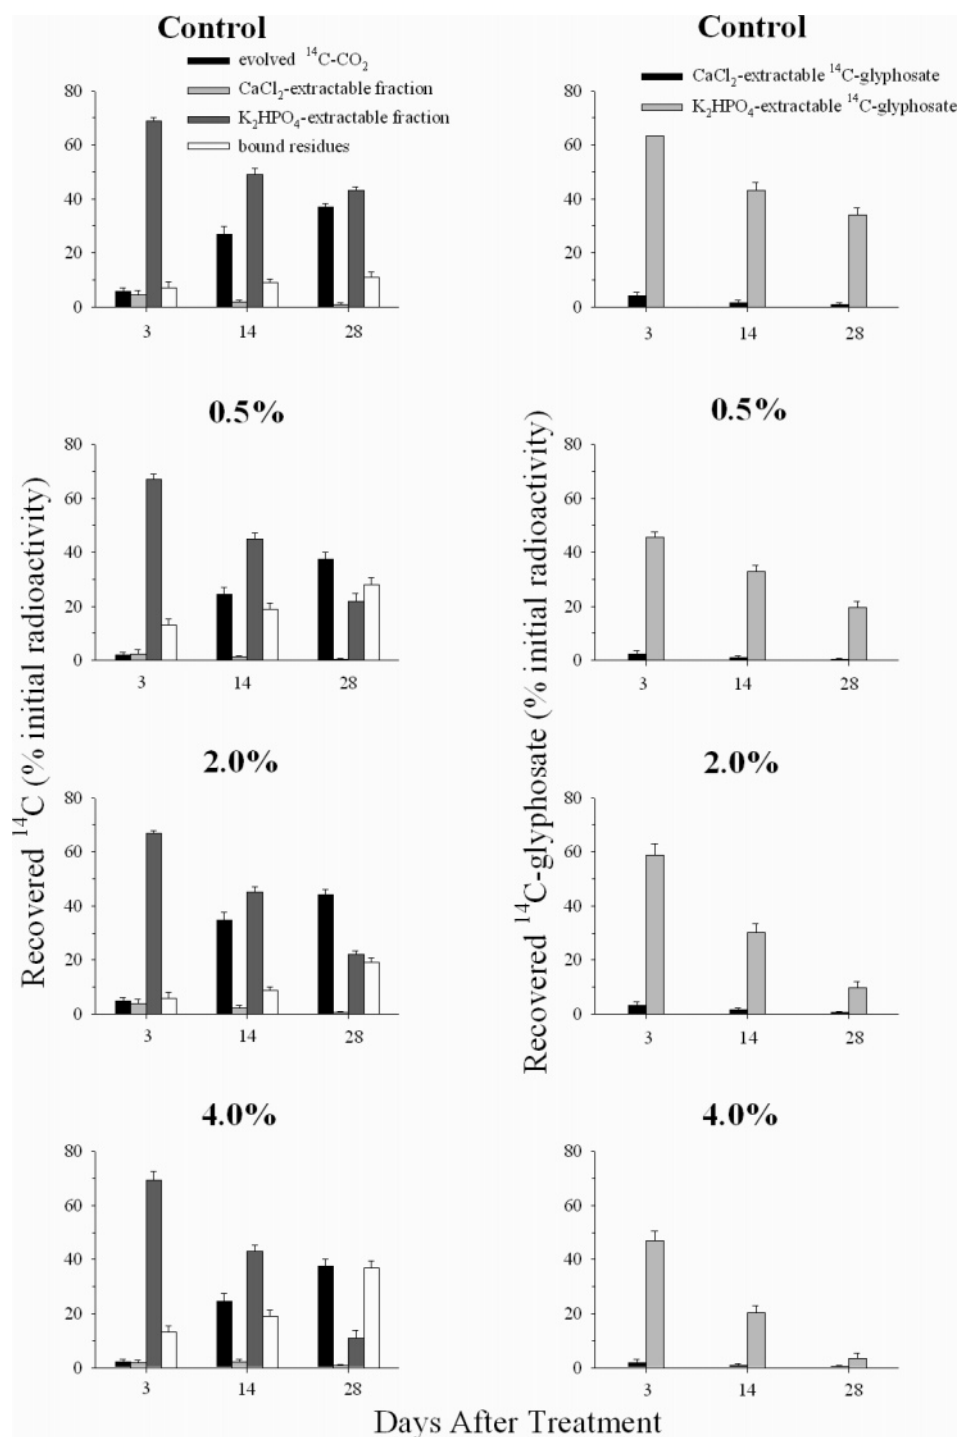 Control
evolved ¹⁴C-CO₂
CaCl₂-extractable fraction
K₂HPO₄-extractable fraction
bound residues
80
60
40
20
0
3 14 28
Control
CaCl₂-extractable ¹⁴C-glyphosate
K₂HPO₄-extractable ¹⁴C-glyphosate
80
60
40
20
0
3 14 28
0.5%
80
60
40
20
0
3 14 28
0.5%
80
60
40
20
0
3 14 28
Recovered ¹⁴C (% initial radioactivity)
Recovered ¹⁴C-glyphosate (% initial radioactivity)
2.0%
80
60
40
20
0
3 14 28
2.0%
80
60
40
20
0
3 14 28
4.0%
80
60
40
20
0
3 14 28
4.0%
80
60
40
20
0
3 14 28
Days After Treatment